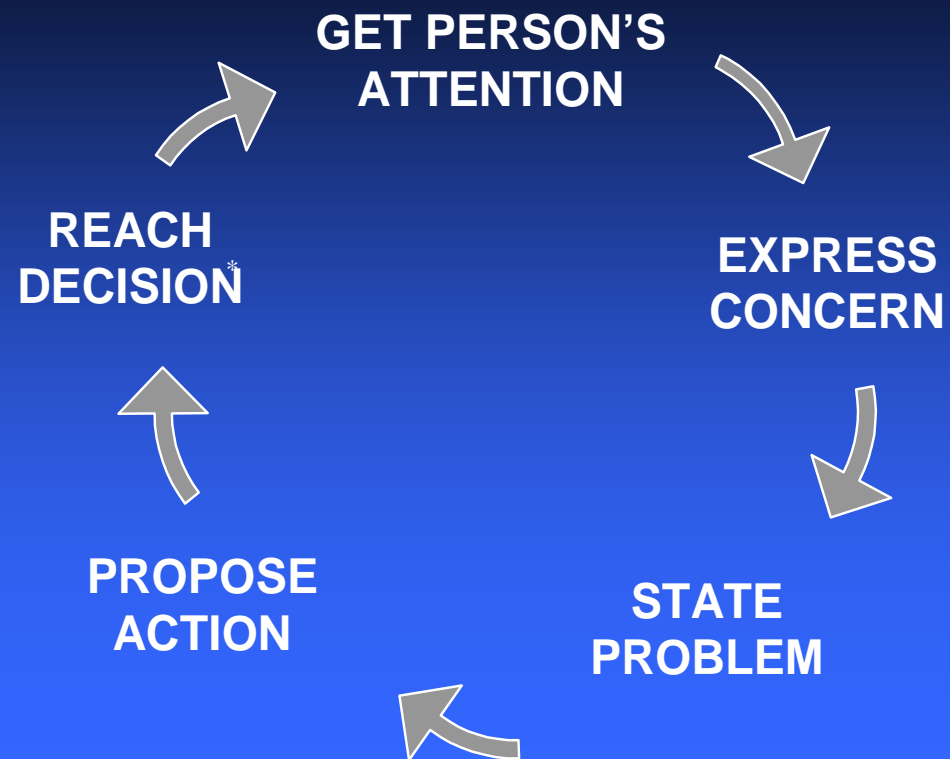 GET PERSON'S
ATTENTION
EXPRESS
CONCERN
STATE
PROBLEM
PROPOSE
ACTION
REACH
DECISION*